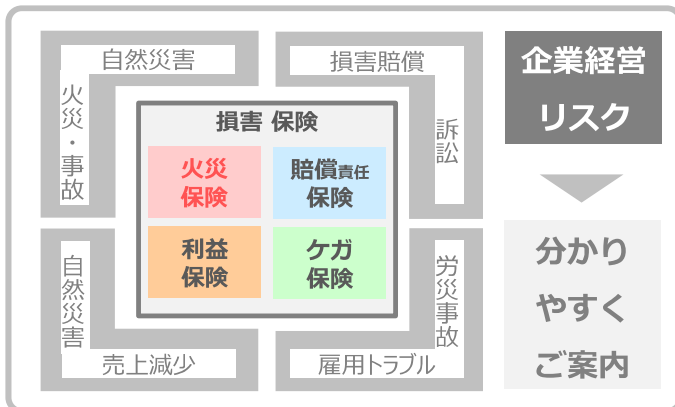 自然災害
火災・事故
損害賠償
訴訟
損害 保険
火災
保険
賠償責任
保険
利益
保険
ケガ
保険
自然災害
売上減少
労災事故
雇用トラブル
企業経営
リスク
分かり
やすく
ご案内